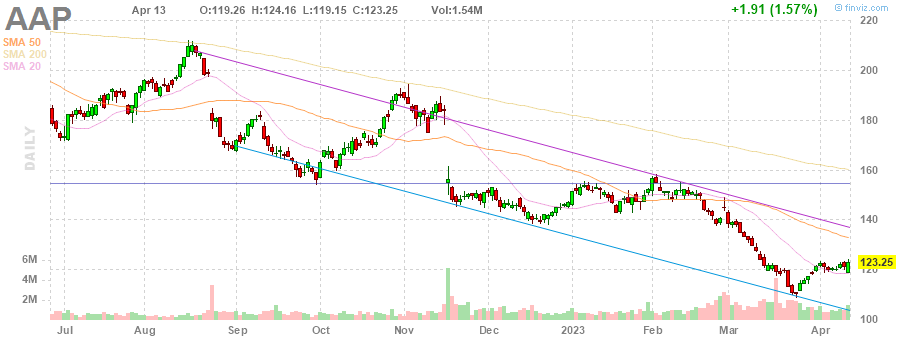 AAP
Apr 13 O:119.26 H:124.16 L:119.15 C:123.25 Vol:1.54M +1.91 (1.57%)
© finviz.com
SMA 50
SMA 200
SMA 20
DAILY
220
200
180
160
140
123.25
120
100
6M
4M
2M
Jul Aug Sep Oct Nov Dec 2023 Feb Mar Apr